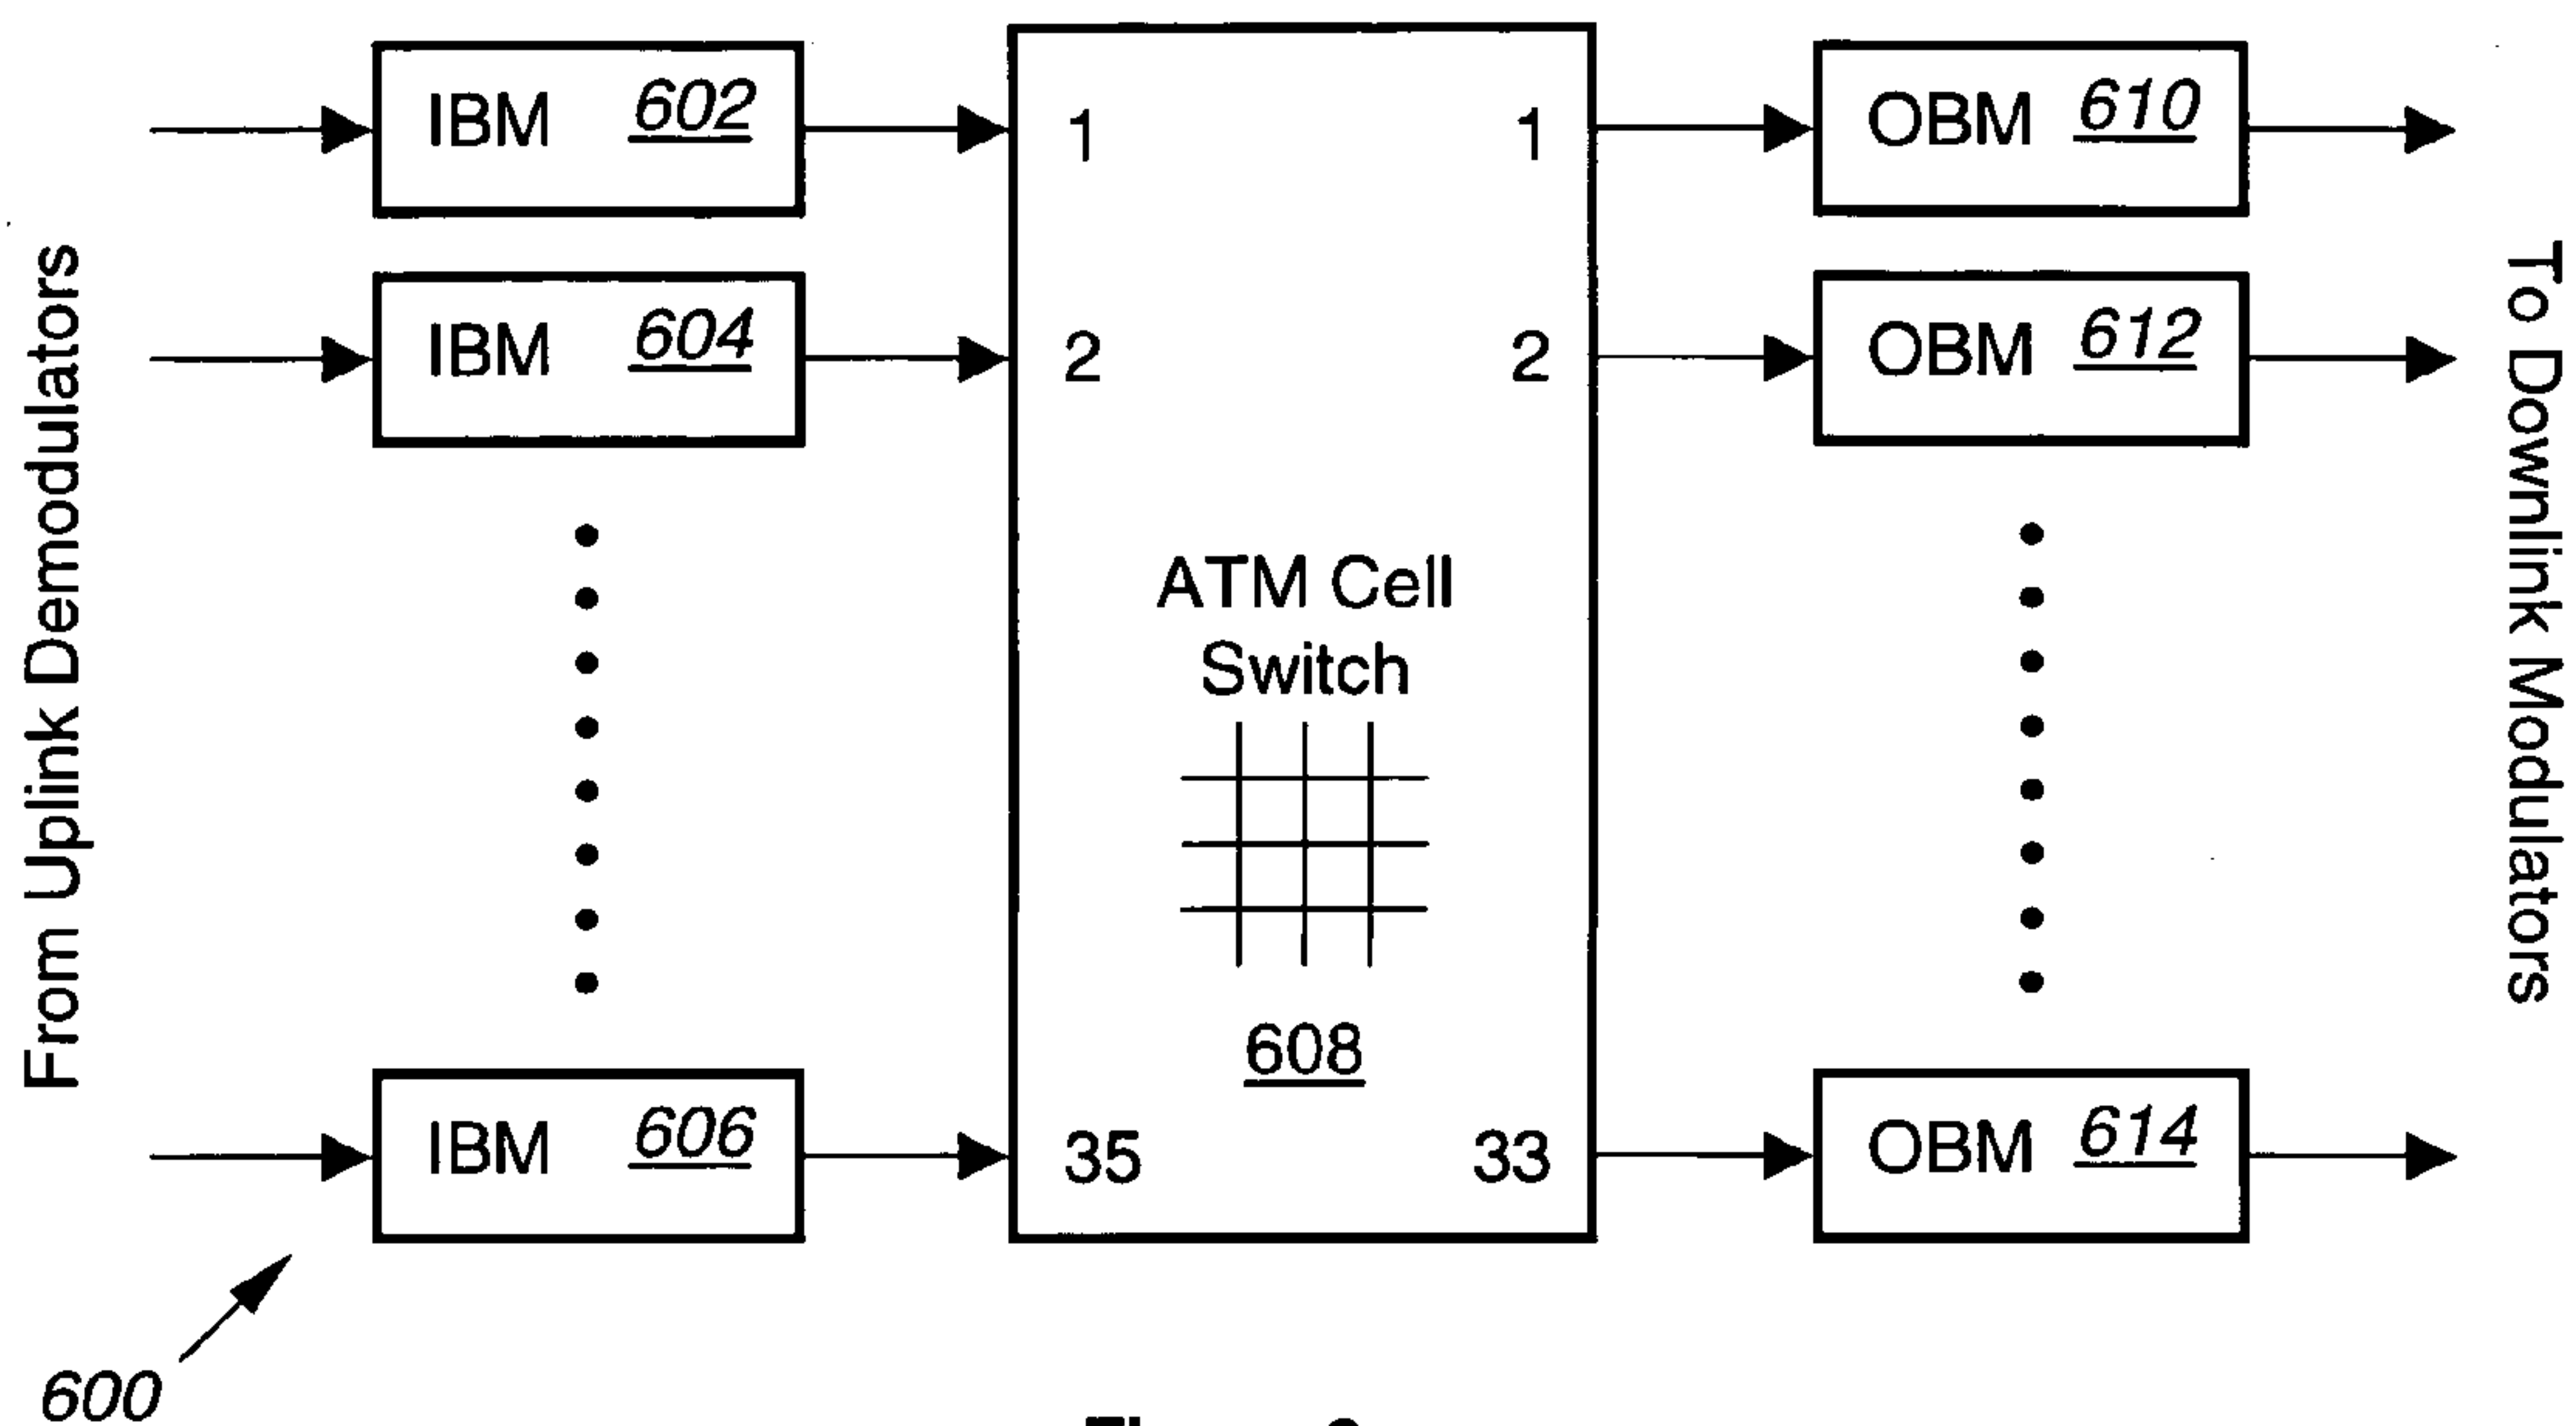 From Uplink Demodulators
IBM 602
1
1
OBM 610
IBM 604
2
2
OBM 612
To Downlink Modulators
ATM Cell
Switch
608
IBM 606
35
33
OBM 614
600